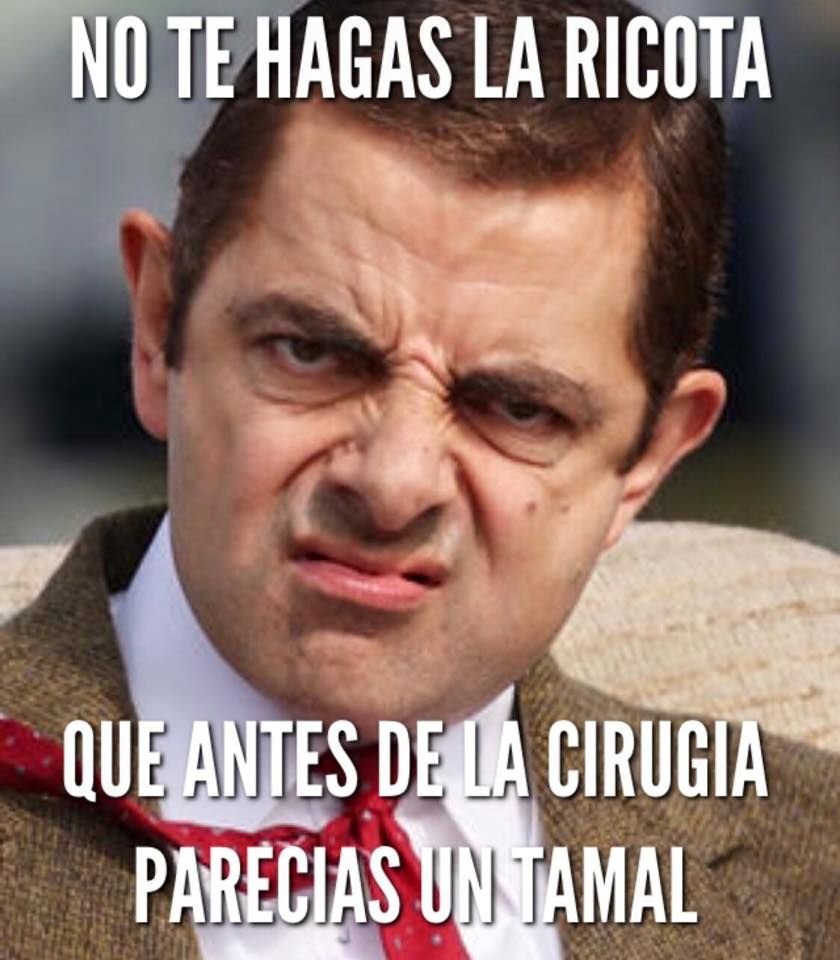 NO TE HAGAS LA RICOTA
QUE ANTES DE LA CIRUGIA
PARECIAS UN TAMAL